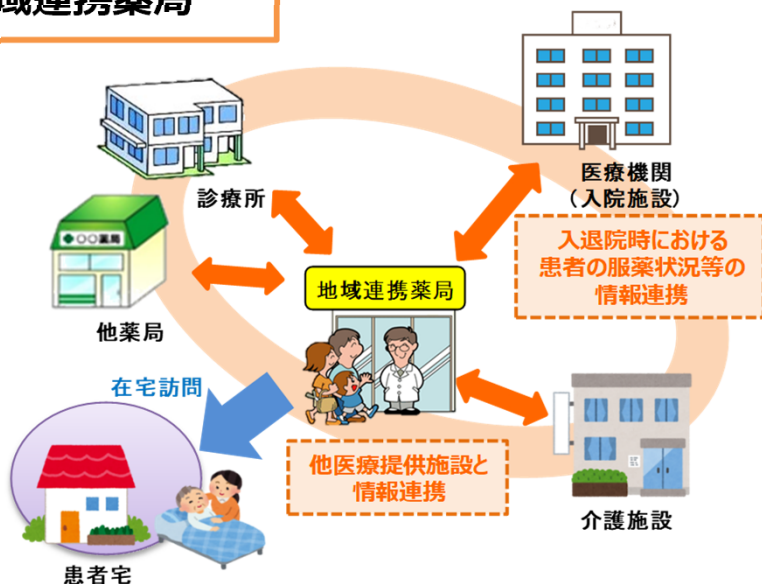 域連携薬局
医療機関
(入院施設)
診療所
入退院時における
患者の服薬状況等の
情報連携
○○薬局
地域連携薬局
他薬局
在宅訪問
他医療提供施設と
情報連携
介護施設
患者宅